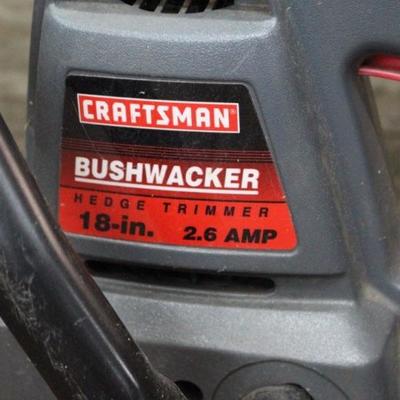 CRAFTSMAN
BUSHWACKER
HEDGE TRIMMER
18-in. 2.6 AMP